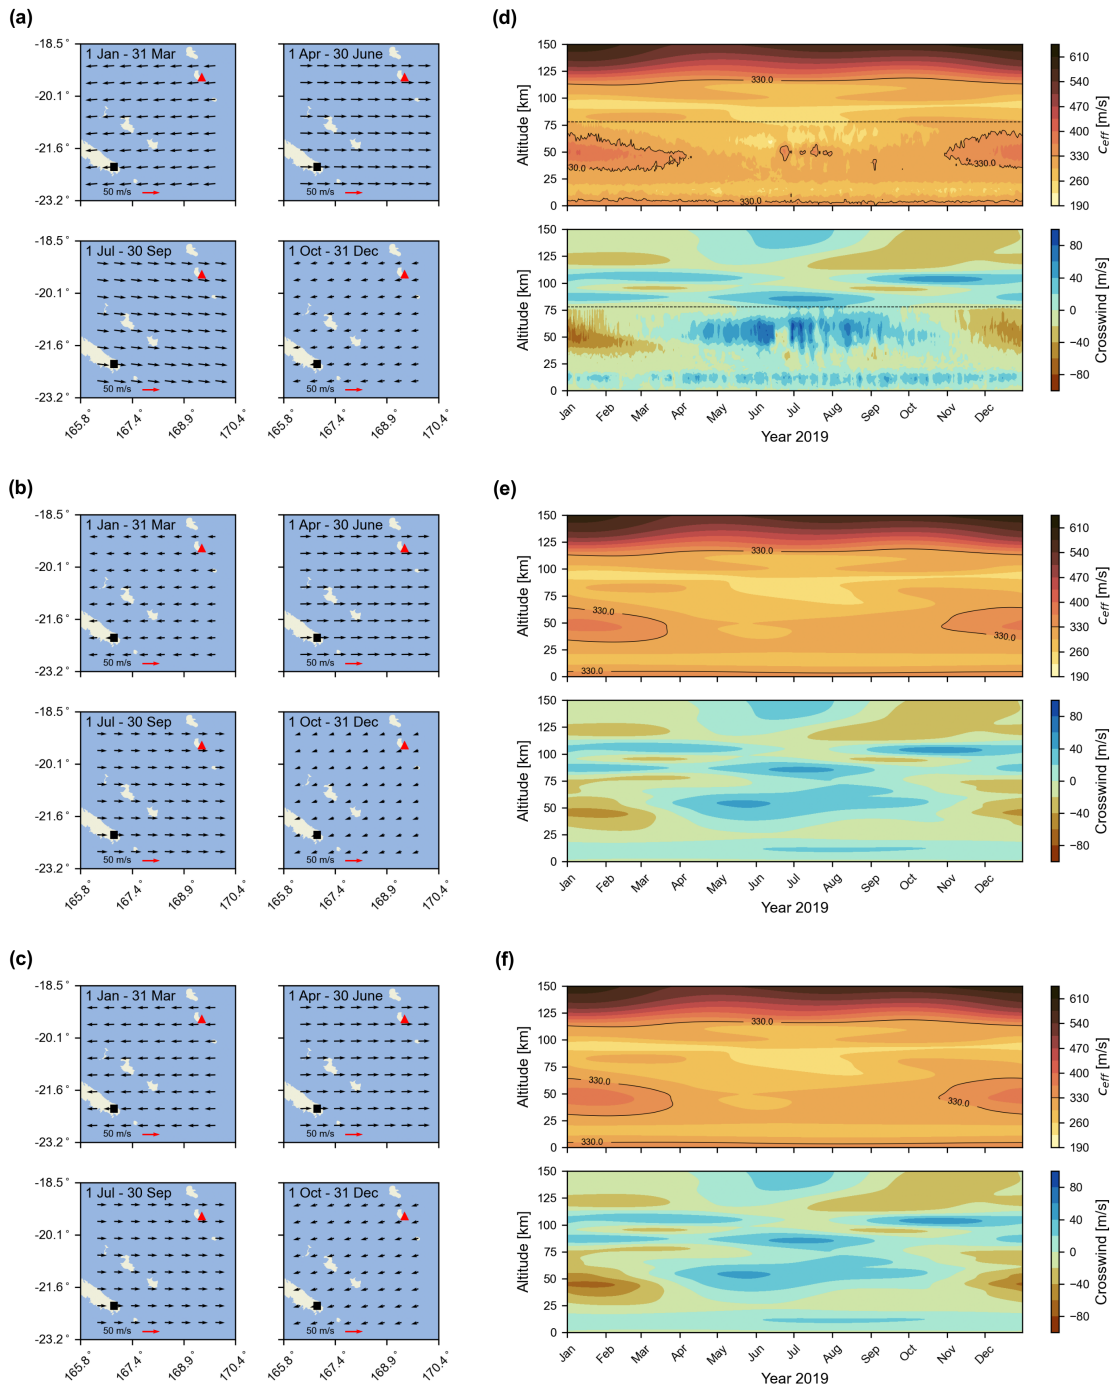 (a)
1 Jan - 31 Mar
1 Apr - 30 June
-18.5°
-20.1°
-21.6°
-23.2°
50 m/s
50 m/s
1 Jul - 30 Sep
1 Oct - 31 Dec
-18.5°
-20.1°
-21.6°
-23.2°
50 m/s
50 m/s
165.8°
167.4°
168.9°
170.4°
165.8°
167.4°
168.9°
170.4°
(d)
150
125
100
75
50
25
0
Altitude [km]
330.0
30.0
330.0
330.0
610
540
470
400
330
260
190
ceff [m/s]
150
125
100
75
50
25
0
Altitude [km]
80
40
0
−40
−80
Crosswind [m/s]
Jan
Feb
Mar
Apr
May
Jun
Jul
Aug
Sep
Oct
Nov
Dec
Year 2019
(b)
1 Jan - 31 Mar
1 Apr - 30 June
-18.5°
-20.1°
-21.6°
-23.2°
50 m/s
50 m/s
1 Jul - 30 Sep
1 Oct - 31 Dec
-18.5°
-20.1°
-21.6°
-23.2°
50 m/s
50 m/s
165.8°
167.4°
168.9°
170.4°
165.8°
167.4°
168.9°
170.4°
(e)
150
125
100
75
50
25
0
Altitude [km]
330.0
330.0
330.0
330.0
610
540
470
400
330
260
190
ceff [m/s]
150
125
100
75
50
25
0
Altitude [km]
80
40
0
−40
−80
Crosswind [m/s]
Jan
Feb
Mar
Apr
May
Jun
Jul
Aug
Sep
Oct
Nov
Dec
Year 2019
(c)
1 Jan - 31 Mar
1 Apr - 30 June
-18.5°
-20.1°
-21.6°
-23.2°
50 m/s
50 m/s
1 Jul - 30 Sep
1 Oct - 31 Dec
-18.5°
-20.1°
-21.6°
-23.2°
50 m/s
50 m/s
165.8°
167.4°
168.9°
170.4°
165.8°
167.4°
168.9°
170.4°
(f)
150
125
100
75
50
25
0
Altitude [km]
330.0
330.0
330.0
330.0
610
540
470
400
330
260
190
ceff [m/s]
150
125
100
75
50
25
0
Altitude [km]
80
40
0
−40
−80
Crosswind [m/s]
Jan
Feb
Mar
Apr
May
Jun
Jul
Aug
Sep
Oct
Nov
Dec
Year 2019